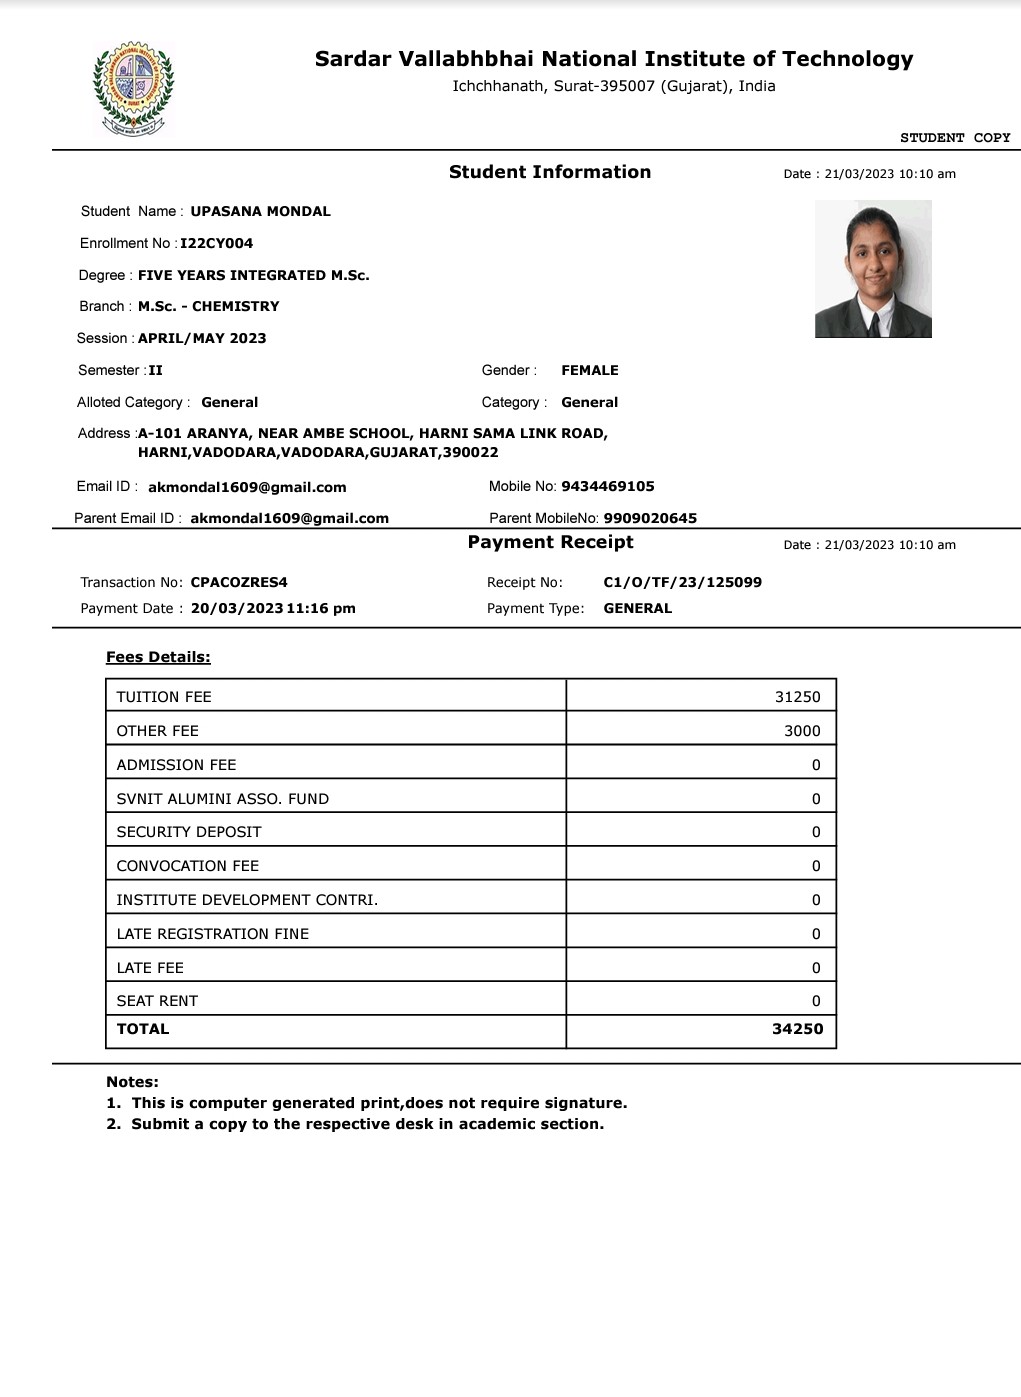 Sardar Vallabhbhai National Institute of Technology
Ichchhanath, Surat-395007 (Gujarat), India
STUDENT COPY
Student Information Date : 21/03/2023 10:10 am
Student Name : UPASANA MONDAL
Enrollment No : I22CY004
Degree : FIVE YEARS INTEGRATED M.Sc.
Branch : M.Sc. - CHEMISTRY
Session : APRIL/MAY 2023
Semester : II Gender : FEMALE
Alloted Category : General Category : General
Address : A-101 ARANYA, NEAR AMBE SCHOOL, HARNI SAMA LINK ROAD,
HARNI,VADODARA,VADODARA,GUJARAT,390022
Email ID : akmondal1609@gmail.com Mobile No: 9434469105
Parent Email ID : akmondal1609@gmail.com Parent MobileNo: 9909020645
Payment Receipt Date : 21/03/2023 10:10 am
Transaction No: CPACOZRES4 Receipt No: C1/O/TF/23/125099
Payment Date : 20/03/2023 11:16 pm Payment Type: GENERAL
Fees Details:
TUITION FEE 31250
OTHER FEE 3000
ADMISSION FEE 0
SVNIT ALUMINI ASSO. FUND 0
SECURITY DEPOSIT 0
CONVOCATION FEE 0
INSTITUTE DEVELOPMENT CONTRI. 0
LATE REGISTRATION FINE 0
LATE FEE 0
SEAT RENT 0
TOTAL 34250
Notes:
1. This is computer generated print,does not require signature.
2. Submit a copy to the respective desk in academic section.